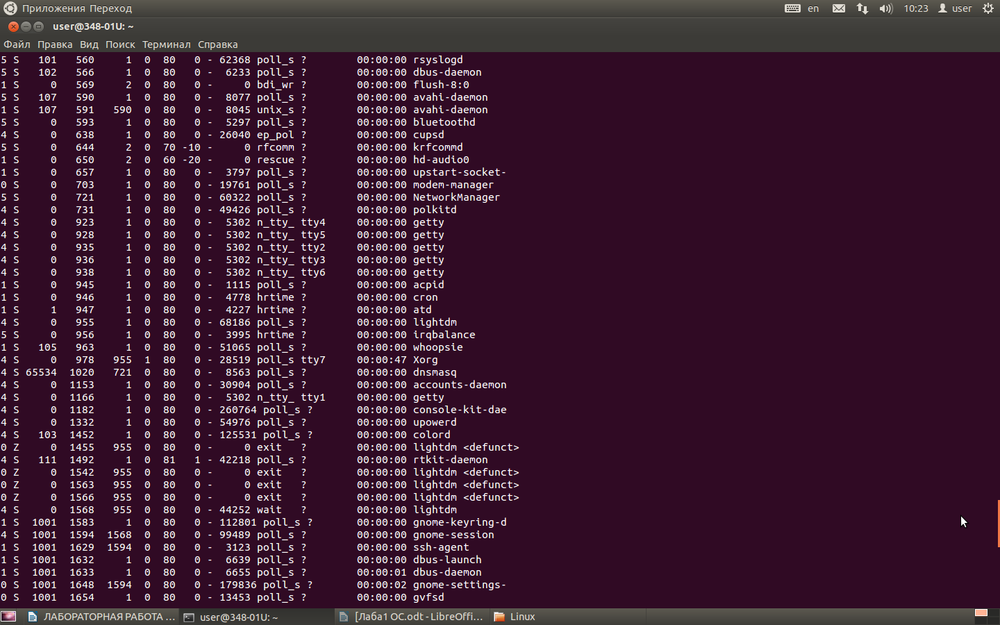 Приложения Переход en 10:23 user
user@348-01U: ~
Файл Правка Вид Поиск Терминал Справка
5 S   101   560     1  0  80   0 - 62368 poll_s ?        00:00:00 rsyslogd
5 S   102   566     1  0  80   0 -  6233 poll_s ?        00:00:00 dbus-daemon
1 S     0   569     2  0  80   0 -     0 bdi_wr ?        00:00:00 flush-8:0
5 S   107   590     1  0  80   0 -  8077 poll_s ?        00:00:00 avahi-daemon
1 S   107   591   590  0  80   0 -  8045 unix_s ?        00:00:00 avahi-daemon
5 S     0   593     1  0  80   0 -  5297 poll_s ?        00:00:00 bluetoothd
4 S     0   638     1  0  80   0 - 26040 ep_pol ?        00:00:00 cupsd
5 S     0   644     2  0  70 -10 -     0 rfcomm ?        00:00:00 krfcommd
1 S     0   650     2  0  60 -20 -     0 rescue ?        00:00:00 hd-audio0
1 S     0   657     1  0  80   0 -  3797 poll_s ?        00:00:00 upstart-socket-
0 S     0   703     1  0  80   0 - 19761 poll_s ?        00:00:00 modem-manager
5 S     0   721     1  0  80   0 - 60322 poll_s ?        00:00:00 NetworkManager
4 S     0   731     1  0  80   0 - 49426 poll_s ?        00:00:00 polkitd
4 S     0   923     1  0  80   0 -  5302 n_tty_ tty4     00:00:00 getty
4 S     0   928     1  0  80   0 -  5302 n_tty_ tty5     00:00:00 getty
4 S     0   935     1  0  80   0 -  5302 n_tty_ tty2     00:00:00 getty
4 S     0   936     1  0  80   0 -  5302 n_tty_ tty3     00:00:00 getty
4 S     0   938     1  0  80   0 -  5302 n_tty_ tty6     00:00:00 getty
1 S     0   945     1  0  80   0 -  1115 poll_s ?        00:00:00 acpid
1 S     0   946     1  0  80   0 -  4778 hrtime ?        00:00:00 cron
1 S     1   947     1  0  80   0 -  4227 hrtime ?        00:00:00 atd
4 S     0   955     1  0  80   0 - 68186 poll_s ?        00:00:00 lightdm
5 S     0   956     1  0  80   0 -  3995 hrtime ?        00:00:00 irqbalance
1 S   105   963     1  0  80   0 - 51065 poll_s ?        00:00:00 whoopsie
4 S     0   978   955  1  80   0 - 28519 poll_s tty7     00:00:47 Xorg
4 S 65534  1020   721  0  80   0 -  8563 poll_s ?        00:00:00 dnsmasq
4 S     0  1153     1  0  80   0 - 30904 poll_s ?        00:00:00 accounts-daemon
4 S     0  1166     1  0  80   0 -  5302 n_tty_ tty1     00:00:00 getty
4 S     0  1182     1  0  80   0 - 260764 poll_s ?       00:00:00 console-kit-dae
4 S     0  1332     1  0  80   0 - 54976 poll_s ?        00:00:00 upowerd
4 S   103  1452     1  0  80   0 - 125531 poll_s ?       00:00:00 colord
0 Z     0  1455   955  0  80   0 -     0 exit   ?        00:00:00 lightdm <defunct>
4 S   111  1492     1  0  81   1 - 42218 poll_s ?        00:00:00 rtkit-daemon
0 Z     0  1542   955  0  80   0 -     0 exit   ?        00:00:00 lightdm <defunct>
0 Z     0  1563   955  0  80   0 -     0 exit   ?        00:00:00 lightdm <defunct>
0 Z     0  1566   955  0  80   0 -     0 exit   ?        00:00:00 lightdm <defunct>
4 S     0  1568   955  0  80   0 - 44252 wait   ?        00:00:00 lightdm
1 S  1001  1583     1  0  80   0 - 112801 poll_s ?       00:00:00 gnome-keyring-d
4 S  1001  1594  1568  0  80   0 - 99489 poll_s ?        00:00:00 gnome-session
1 S  1001  1629  1594  0  80   0 -  3123 poll_s ?        00:00:00 ssh-agent
1 S  1001  1632     1  0  80   0 -  6639 poll_s ?        00:00:00 dbus-launch
1 S  1001  1633     1  0  80   0 -  6655 poll_s ?        00:00:01 dbus-daemon
0 S  1001  1648  1594  0  80   0 - 179836 poll_s ?       00:00:02 gnome-settings-
0 S  1001  1654     1  0  80   0 - 13453 poll_s ?        00:00:00 gvfsd
ЛАБОРАТОРНАЯ РАБОТА ... user@348-01U: ~ [Лаба1 ОС.odt - LibreOffi... Linux